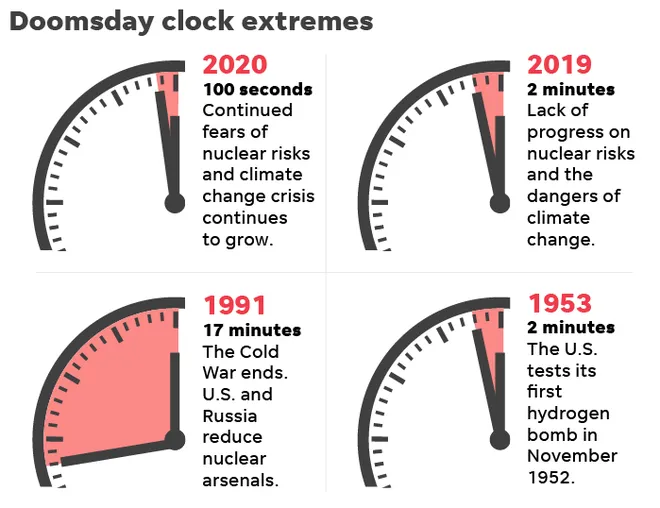 Doomsday clock extremes
2020
100 seconds
Continued
fears of
nuclear risks
and climate
change crisis
continues
to grow.
2019
2 minutes
Lack of
progress on
nuclear risks
and the
dangers of
climate
change.
1991
17 minutes
The Cold
War ends.
U.S. and
Russia
reduce
nuclear
arsenals.
1953
2 minutes
The U.S.
tests its
first
hydrogen
bomb in
November
1952.